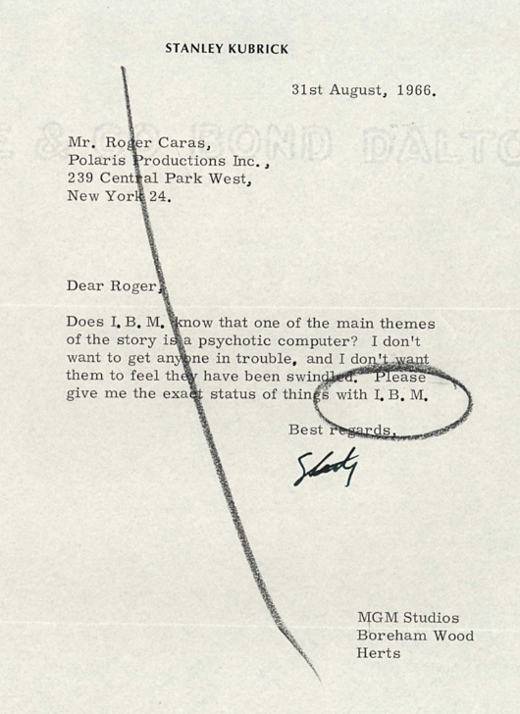 STANLEY KUBRICK
31st August, 1966.
Mr. Roger Caras,
Polaris Productions Inc.,
239 Central Park West,
New York 24.
Dear Roger,
Does I. B. M. know that one of the main themes
of the story is a psychotic computer? I don't
want to get anyone in trouble, and I don't want
them to feel they have been swindled. Please
give me the exact status of things with I. B. M.
Best regards,
MGM Studios
Boreham Wood
Herts